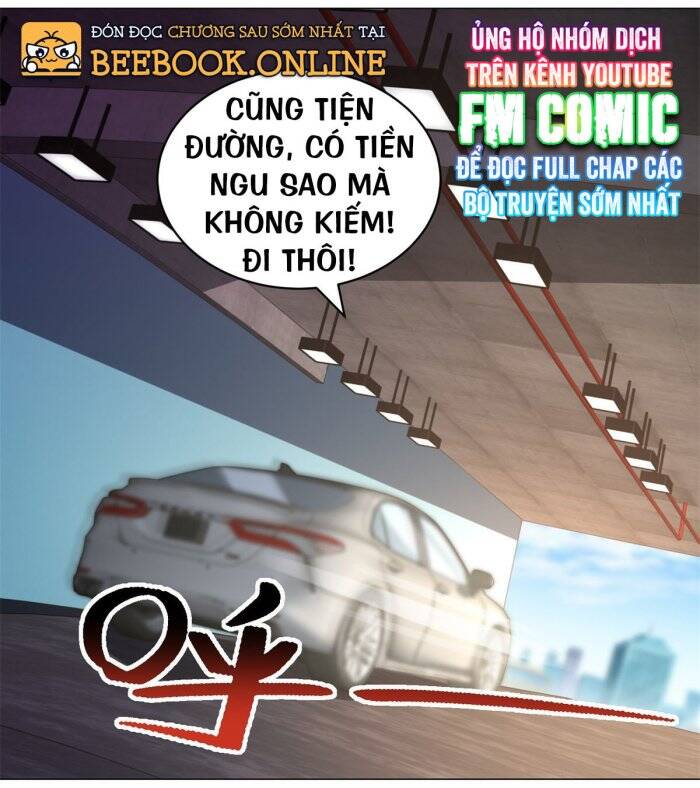 ĐÓN ĐỌC CHƯƠNG SAU SỚM NHẤT TẠI
BEEBOOK.ONLINE
ỦNG HỘ NHÓM DỊCH
TRÊN KÊNH YOUTUBE
FM COMIC
ĐỂ ĐỌC FULL CHAP CÁC
BỘ TRUYỆN SỚM NHẤT
CŨNG TIỆN
ĐƯỜNG, CÓ TIỀN
NGU SAO MÀ
KHÔNG KIẾM!
ĐI THÔI!
呼一